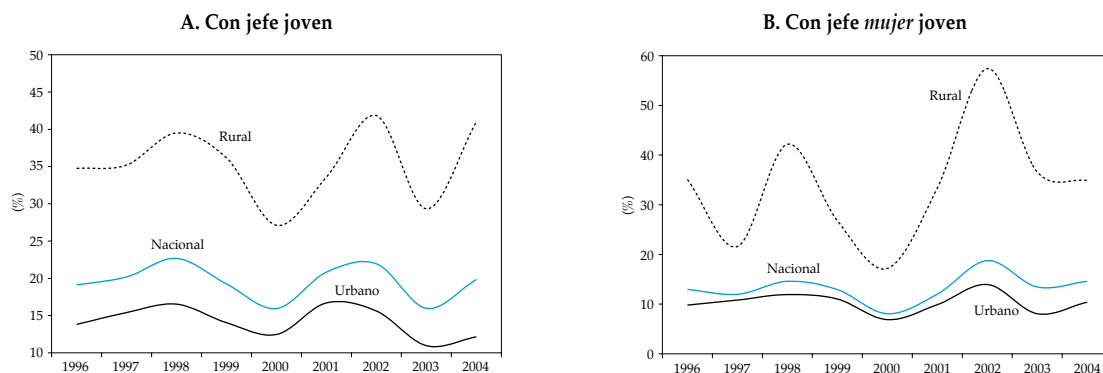 A. Con jefe joven
50
45
40
35
30
25
20
15
10
(%)
Rural
Nacional
Urbano
1996 1997 1998 1999 2000 2001 2002 2003 2004
B. Con jefe mujer joven
60
50
40
30
20
10
0
(%)
Rural
Nacional
Urbano
1996 1997 1998 1999 2000 2001 2002 2003 2004